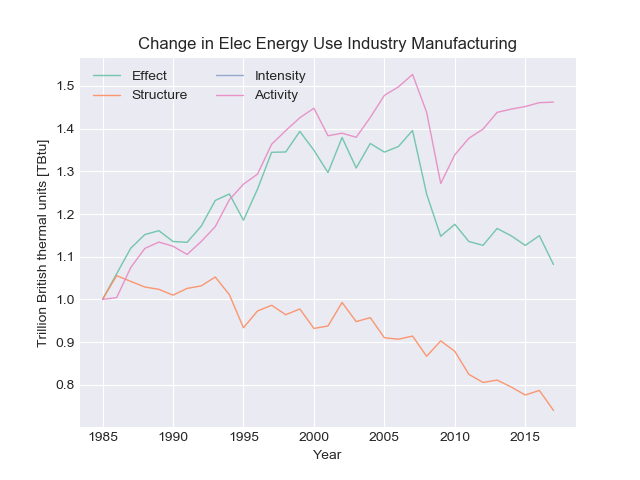 Change in Elec Energy Use Industry Manufacturing
Effect
Structure
Intensity
Activity
Trillion British thermal units [TBtu]
1.5
1.4
1.3
1.2
1.1
1.0
0.9
0.8
1985 1990 1995 2000 2005 2010 2015
Year